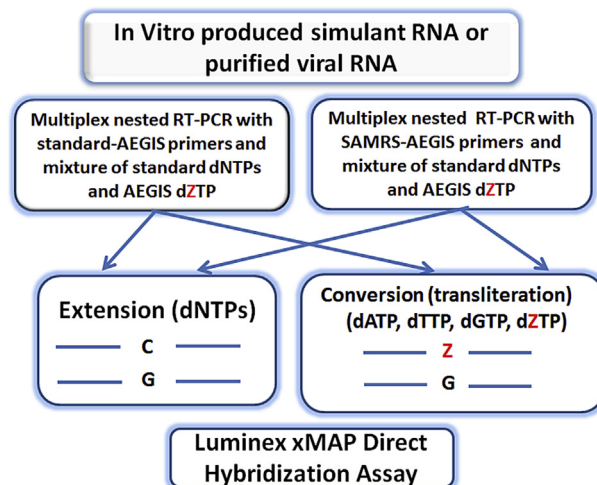 In Vitro produced simulant RNA or
purified viral RNA
Multiplex nested RT-PCR with
standard-AEGIS primers and
mixture of standard dNTPs
and AEGIS dZTP
Multiplex nested RT-PCR with
SAMRS-AEGIS primers and
mixture of standard dNTPs
and AEGIS dZTP
Extension (dNTPs)
C
G
Conversion (transliteration)
(dATP, dTTP, dGTP, dZTP)
Z
G
Luminex xMAP Direct
Hybridization Assay